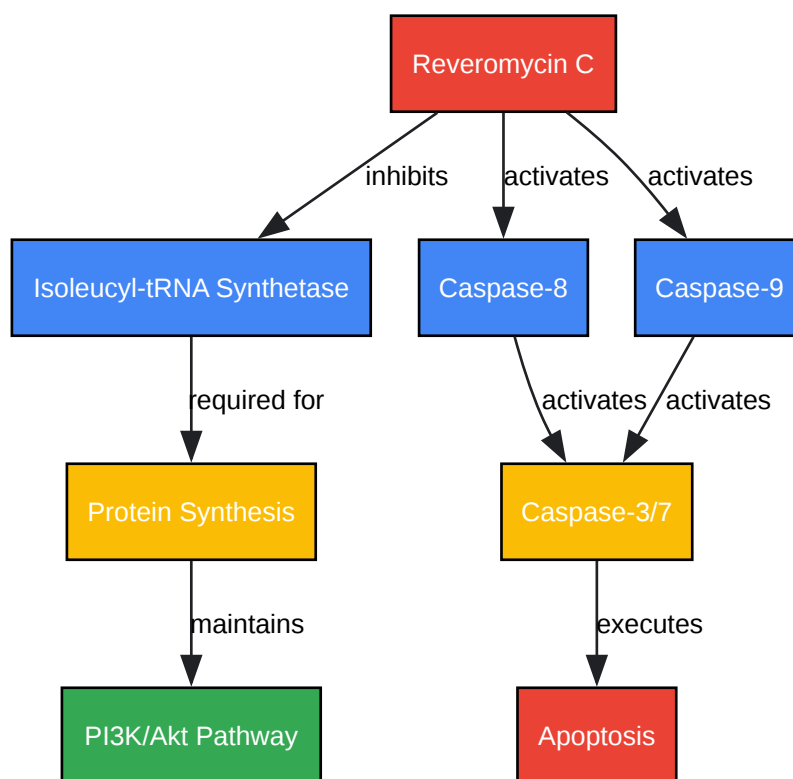 Reveromycin C
inhibits
activates
activates
Isoleucyl-tRNA Synthetase
Caspase-8
Caspase-9
required for
activates
activates
Protein Synthesis
Caspase-3/7
maintains
executes
PI3K/Akt Pathway
Apoptosis